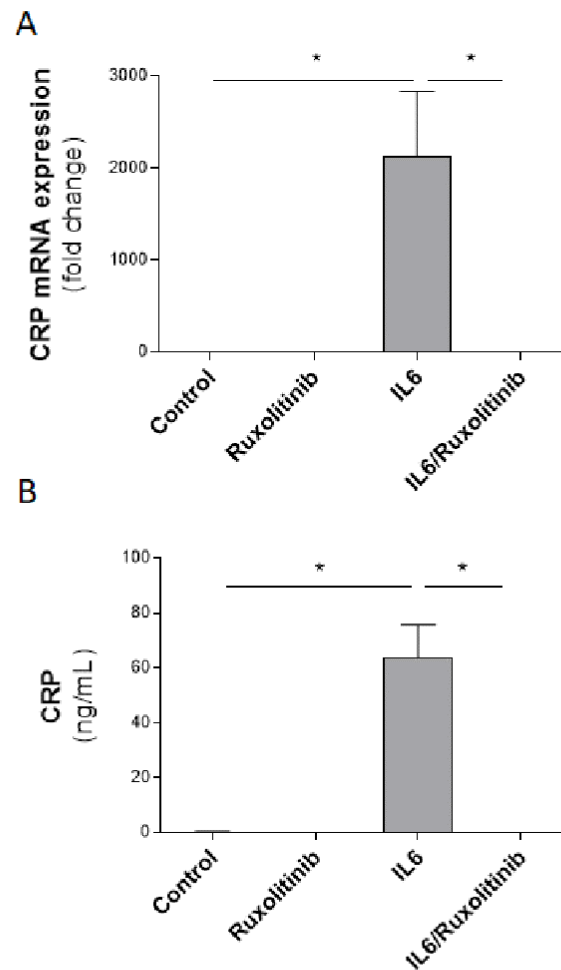 A
* *
CRP mRNA expression
(fold change)
3000
2000
1000
0
Control
Ruxolitinib
IL6
IL6/Ruxolitinib
B
* *
CRP
(ng/mL)
100
80
60
40
20
0
Control
Ruxolitinib
IL6
IL6/Ruxolitinib